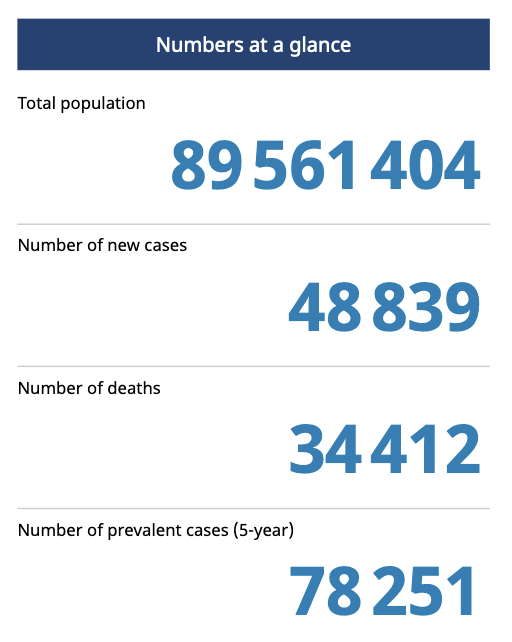 Numbers at a glance
Total population
89 561 404
Number of new cases
48 839
Number of deaths
34 412
Number of prevalent cases (5-year)
78 251